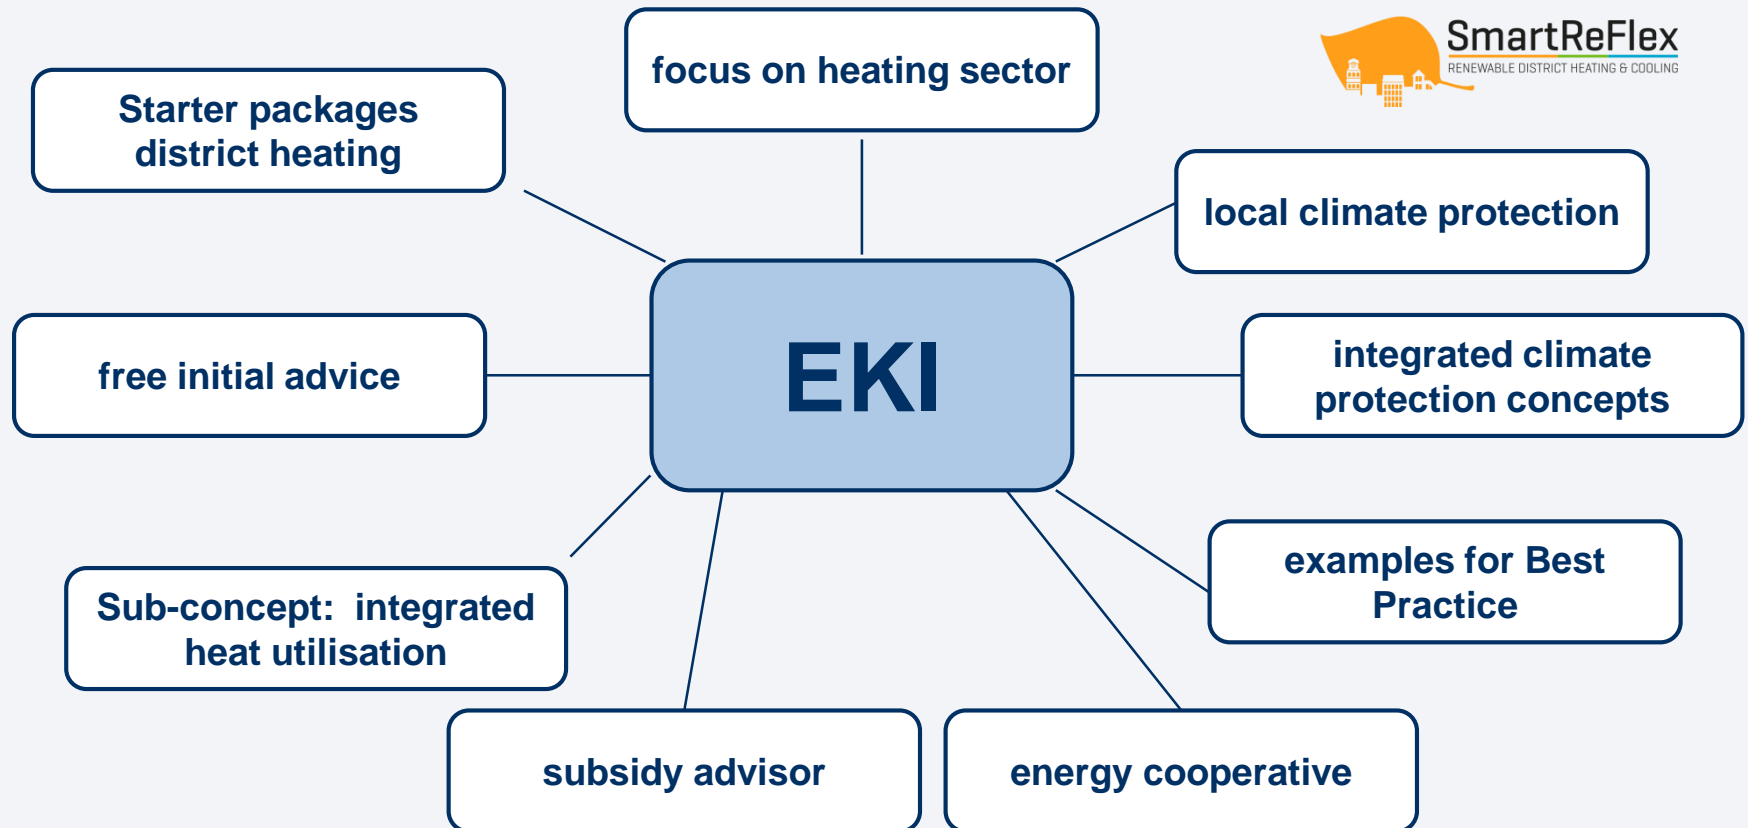 focus on heating sector
SmartReFlex
RENEWABLE DISTRICT HEATING & COOLING
Starter packages
district heating
local climate protection
free initial advice
EKI
integrated climate
protection concepts
examples for Best
Practice
Sub-concept:  integrated
heat utilisation
subsidy advisor
energy cooperative